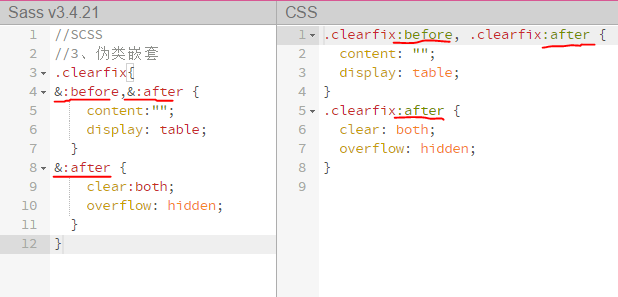 Sass v3.4.21
1 //SCSS
2 //3、伪类嵌套
3 .clearfix{
4 &:before,&:after {
5 content:"";
6 display: table;
7 }
8 &:after {
9 clear:both;
10 overflow: hidden;
11 }
12 }
CSS
1 .clearfix:before, .clearfix:after {
2 content: "";
3 display: table;
4 }
5 .clearfix:after {
6 clear: both;
7 overflow: hidden;
8 }
9